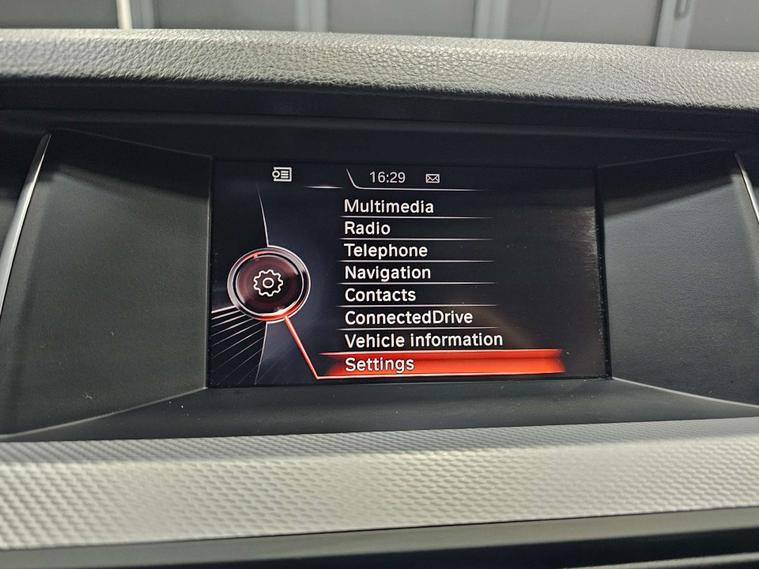 16:29
Multimedia
Radio
Telephone
Navigation
Contacts
ConnectedDrive
Vehicle information
Settings